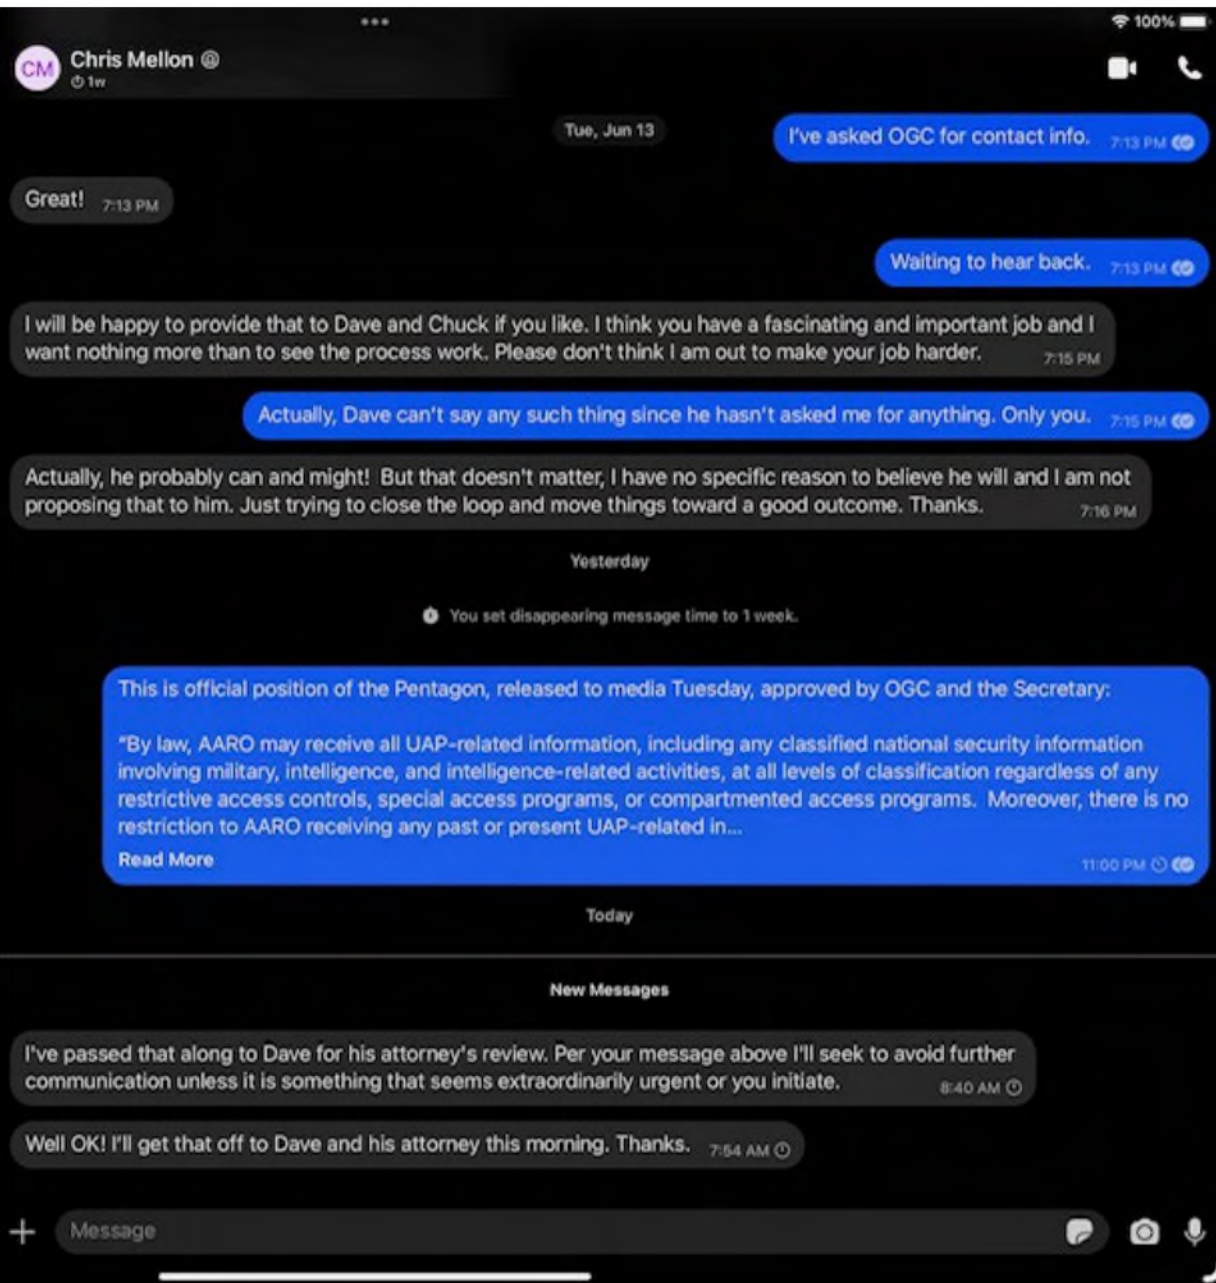 100%
CM
Chris Mellon
1w
Tue, Jun 13
I've asked OGC for contact info. 7:13 PM
Great! 7:13 PM
Waiting to hear back. 7:13 PM
I will be happy to provide that to Dave and Chuck if you like. I think you have a fascinating and important job and I
want nothing more than to see the process work. Please don't think I am out to make your job harder. 7:15 PM
Actually, Dave can't say any such thing since he hasn't asked me for anything. Only you. 7:15 PM
Actually, he probably can and might!  But that doesn't matter, I have no specific reason to believe he will and I am not
proposing that to him. Just trying to close the loop and move things toward a good outcome. Thanks. 7:16 PM
Yesterday
You set disappearing message time to 1 week.
This is official position of the Pentagon, released to media Tuesday, approved by OGC and the Secretary:
"By law, AARO may receive all UAP-related information, including any classified national security information
involving military, intelligence, and intelligence-related activities, at all levels of classification regardless of any
restrictive access controls, special access programs, or compartmented access programs.  Moreover, there is no
restriction to AARO receiving any past or present UAP-related in...
Read More 11:00 PM
Today
New Messages
I've passed that along to Dave for his attorney's review. Per your message above I'll seek to avoid further
communication unless it is something that seems extraordinarily urgent or you initiate. 8:40 AM
Well OK! I'll get that off to Dave and his attorney this morning. Thanks. 7:54 AM
Message